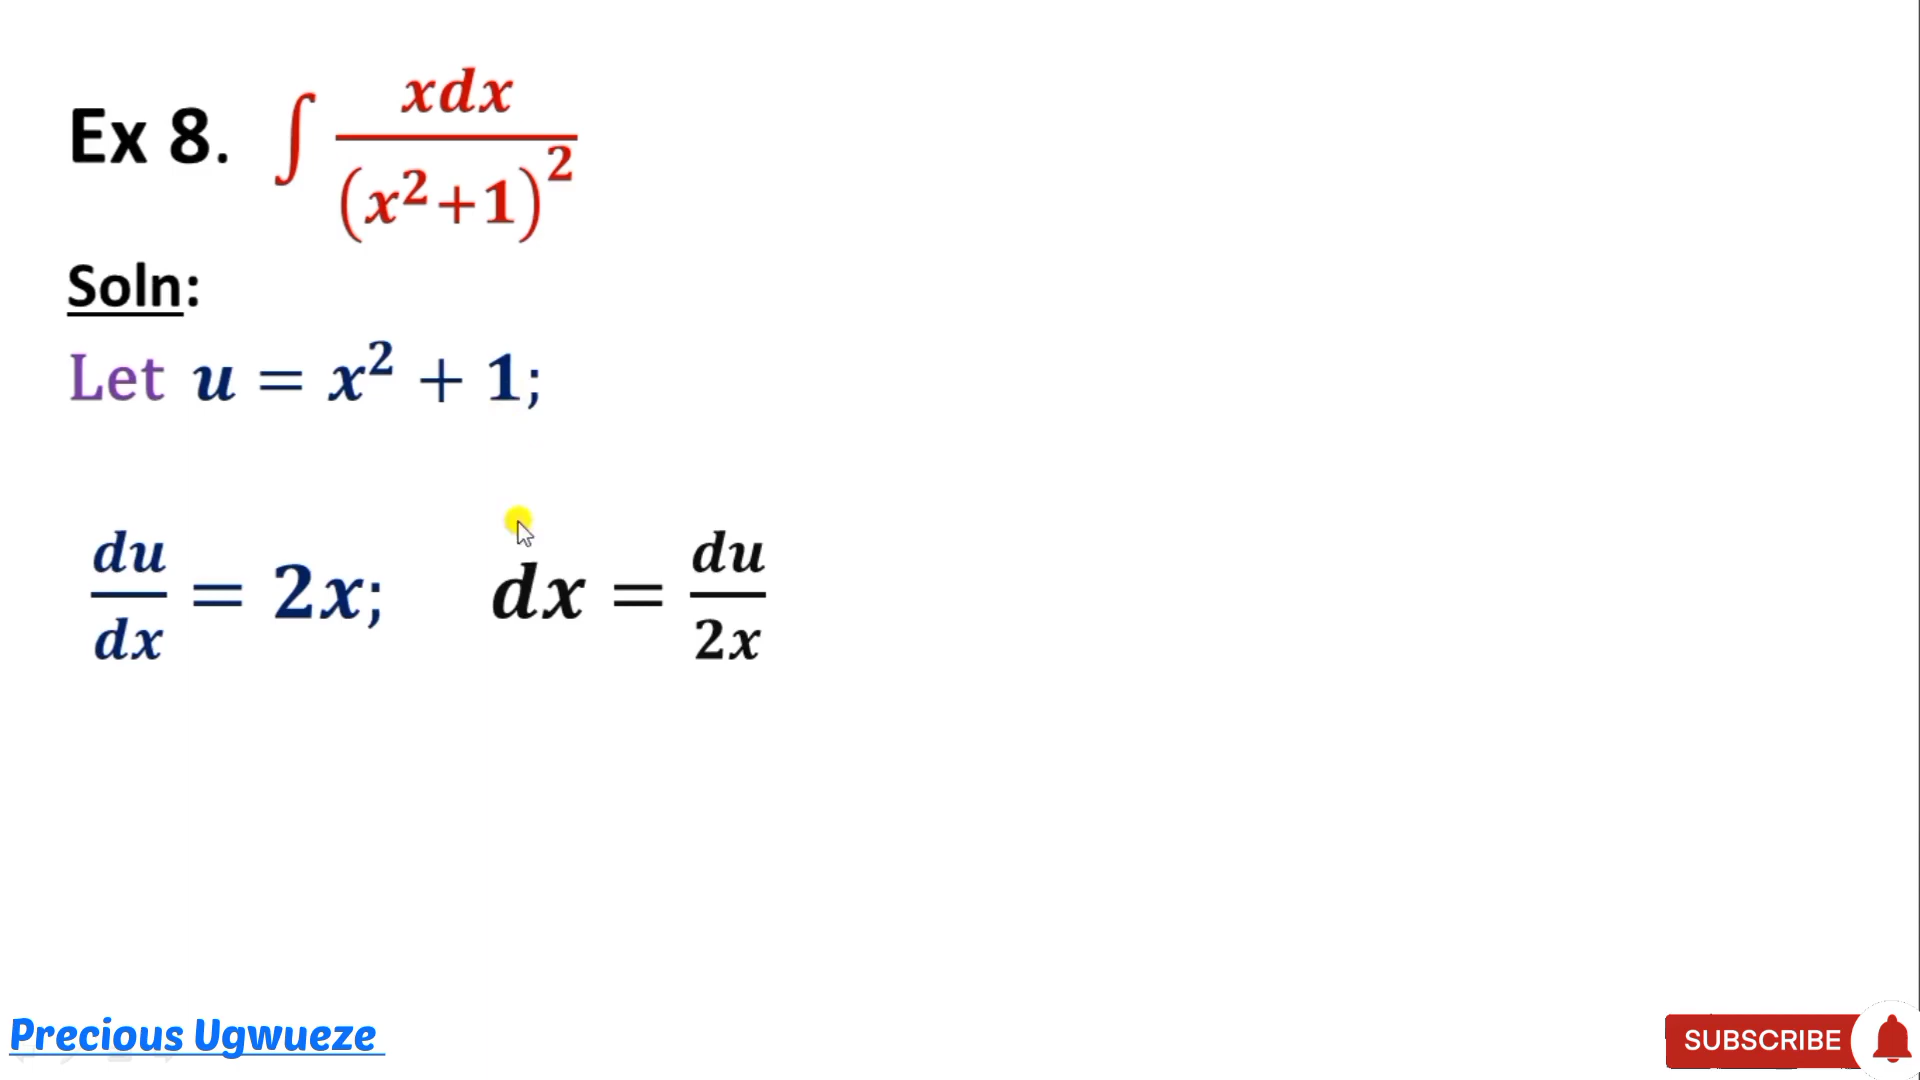 Ex 8. ∫ xdx / (x²+1)²
Soln:
Let u = x² + 1;
du/dx = 2x; dx = du/2x
Precious Ugwueze
SUBSCRIBE